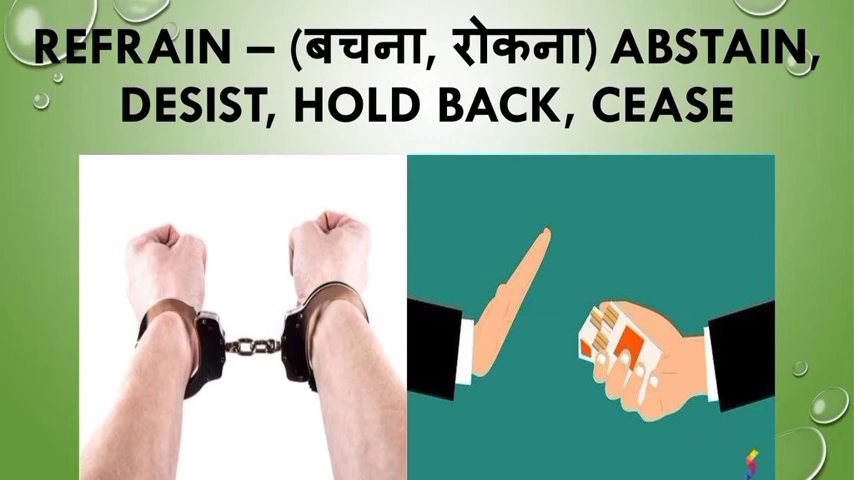 REFRAIN – (बचना, रोकना) ABSTAIN,
DESIST, HOLD BACK, CEASE